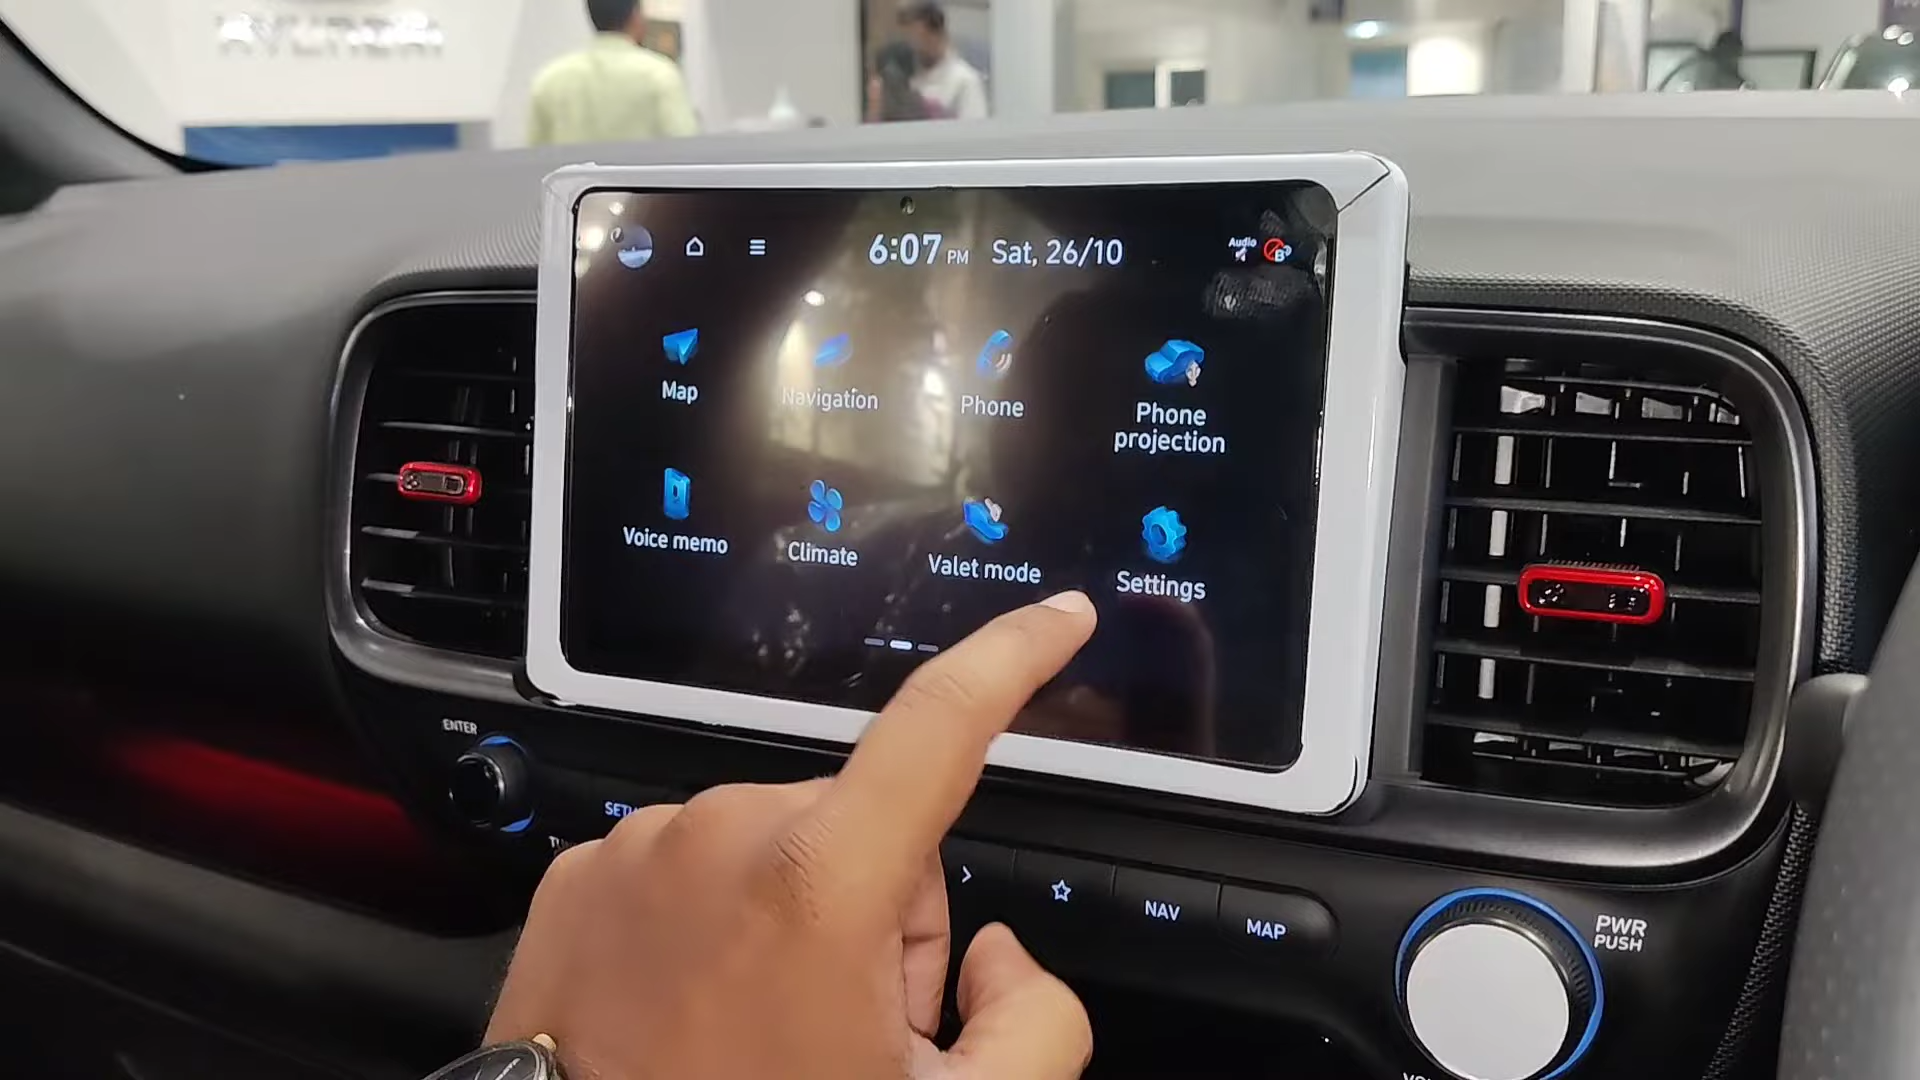 HYUNDAI
6:07 PM Sat, 26/10
Audio
Map
Navigation
Phone
Phone
projection
Voice memo
Climate
Valet mode
Settings
ENTER
NAV
MAP
PWR
PUSH